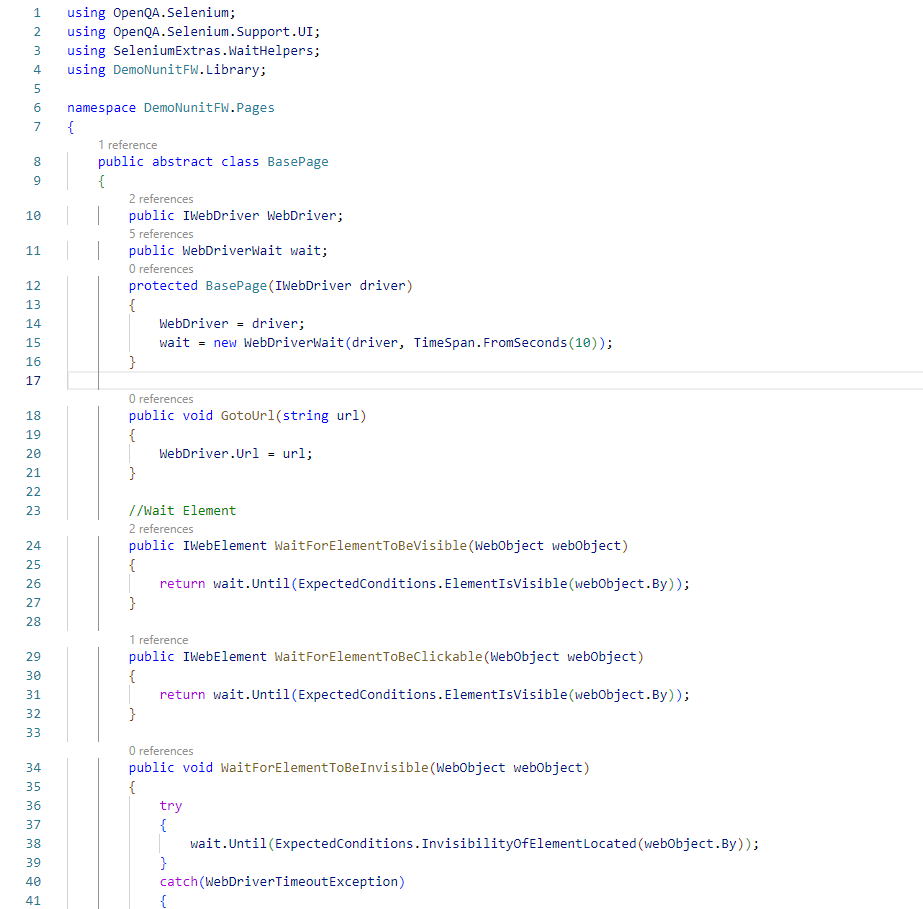 1 using OpenQA.Selenium;
2 using OpenQA.Selenium.Support.UI;
3 using SeleniumExtras.WaitHelpers;
4 using DemoNunitFW.Library;
5
6 namespace DemoNunitFW.Pages
7 {
1 reference
8 public abstract class BasePage
9 {
2 references
10 public IWebDriver WebDriver;
5 references
11 public WebDriverWait wait;
0 references
12 protected BasePage(IWebDriver driver)
13 {
14 WebDriver = driver;
15 wait = new WebDriverWait(driver, TimeSpan.FromSeconds(10));
16 }
17
0 references
18 public void GotoUrl(string url)
19 {
20 WebDriver.Url = url;
21 }
22
23 //Wait Element
2 references
24 public IWebElement WaitForElementToBeVisible(WebObject webObject)
25 {
26 return wait.Until(ExpectedConditions.ElementIsVisible(webObject.By));
27 }
28
1 reference
29 public IWebElement WaitForElementToBeClickable(WebObject webObject)
30 {
31 return wait.Until(ExpectedConditions.ElementIsVisible(webObject.By));
32 }
33
0 references
34 public void WaitForElementToBeInvisible(WebObject webObject)
35 {
36 try
37 {
38 wait.Until(ExpectedConditions.InvisibilityOfElementLocated(webObject.By));
39 }
40 catch(WebDriverTimeoutException)
41 {